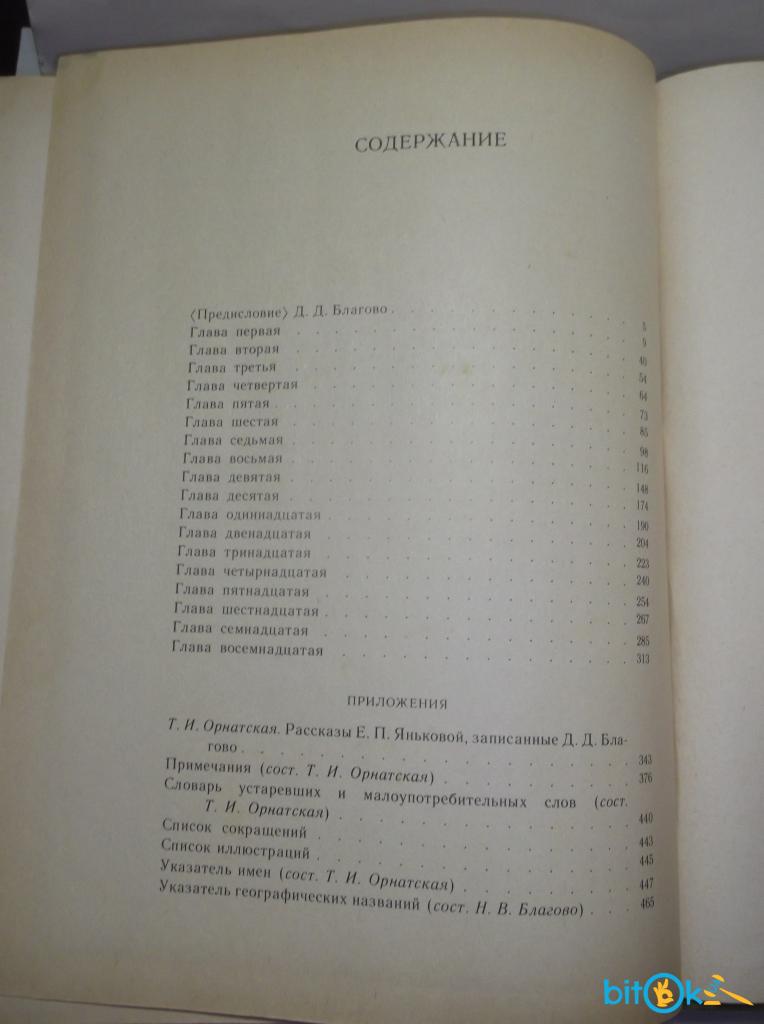 СОДЕРЖАНИЕ
〈Предисловие〉 Д. Д. Благово . . . . . . . . . . . 5
Глава первая . . . . . . . . . . . . . . . 9
Глава вторая . . . . . . . . . . . . . . . 40
Глава третья . . . . . . . . . . . . . . . 54
Глава четвертая . . . . . . . . . . . . . . 64
Глава пятая . . . . . . . . . . . . . . . 73
Глава шестая . . . . . . . . . . . . . . . 85
Глава седьмая . . . . . . . . . . . . . . . 98
Глава восьмая . . . . . . . . . . . . . . . 116
Глава девятая . . . . . . . . . . . . . . . 148
Глава десятая . . . . . . . . . . . . . . . 174
Глава одиннадцатая . . . . . . . . . . . . . 190
Глава двенадцатая . . . . . . . . . . . . . 204
Глава тринадцатая . . . . . . . . . . . . . 223
Глава четырнадцатая . . . . . . . . . . . . . 240
Глава пятнадцатая . . . . . . . . . . . . . 254
Глава шестнадцатая . . . . . . . . . . . . . 267
Глава семнадцатая . . . . . . . . . . . . . 285
Глава восемнадцатая . . . . . . . . . . . . . 313
ПРИЛОЖЕНИЯ
Т. И. Орнатская. Рассказы Е. П. Яньковой, записанные Д. Д. Бла-
гово . . . . . . . . . . . . . . . . 343
Примечания (сост. Т. И. Орнатская) . . . . . . . . 376
Словарь устаревших и малоупотребительных слов (сост.
Т. И. Орнатская) . . . . . . . . . . . . . 440
Список сокращений . . . . . . . . . . . . . 443
Список иллюстраций . . . . . . . . . . . . . 445
Указатель имен (сост. Т. И. Орнатская) . . . . . . . 447
Указатель географических названий (сост. Н. В. Благово) . . . 465
bitOk